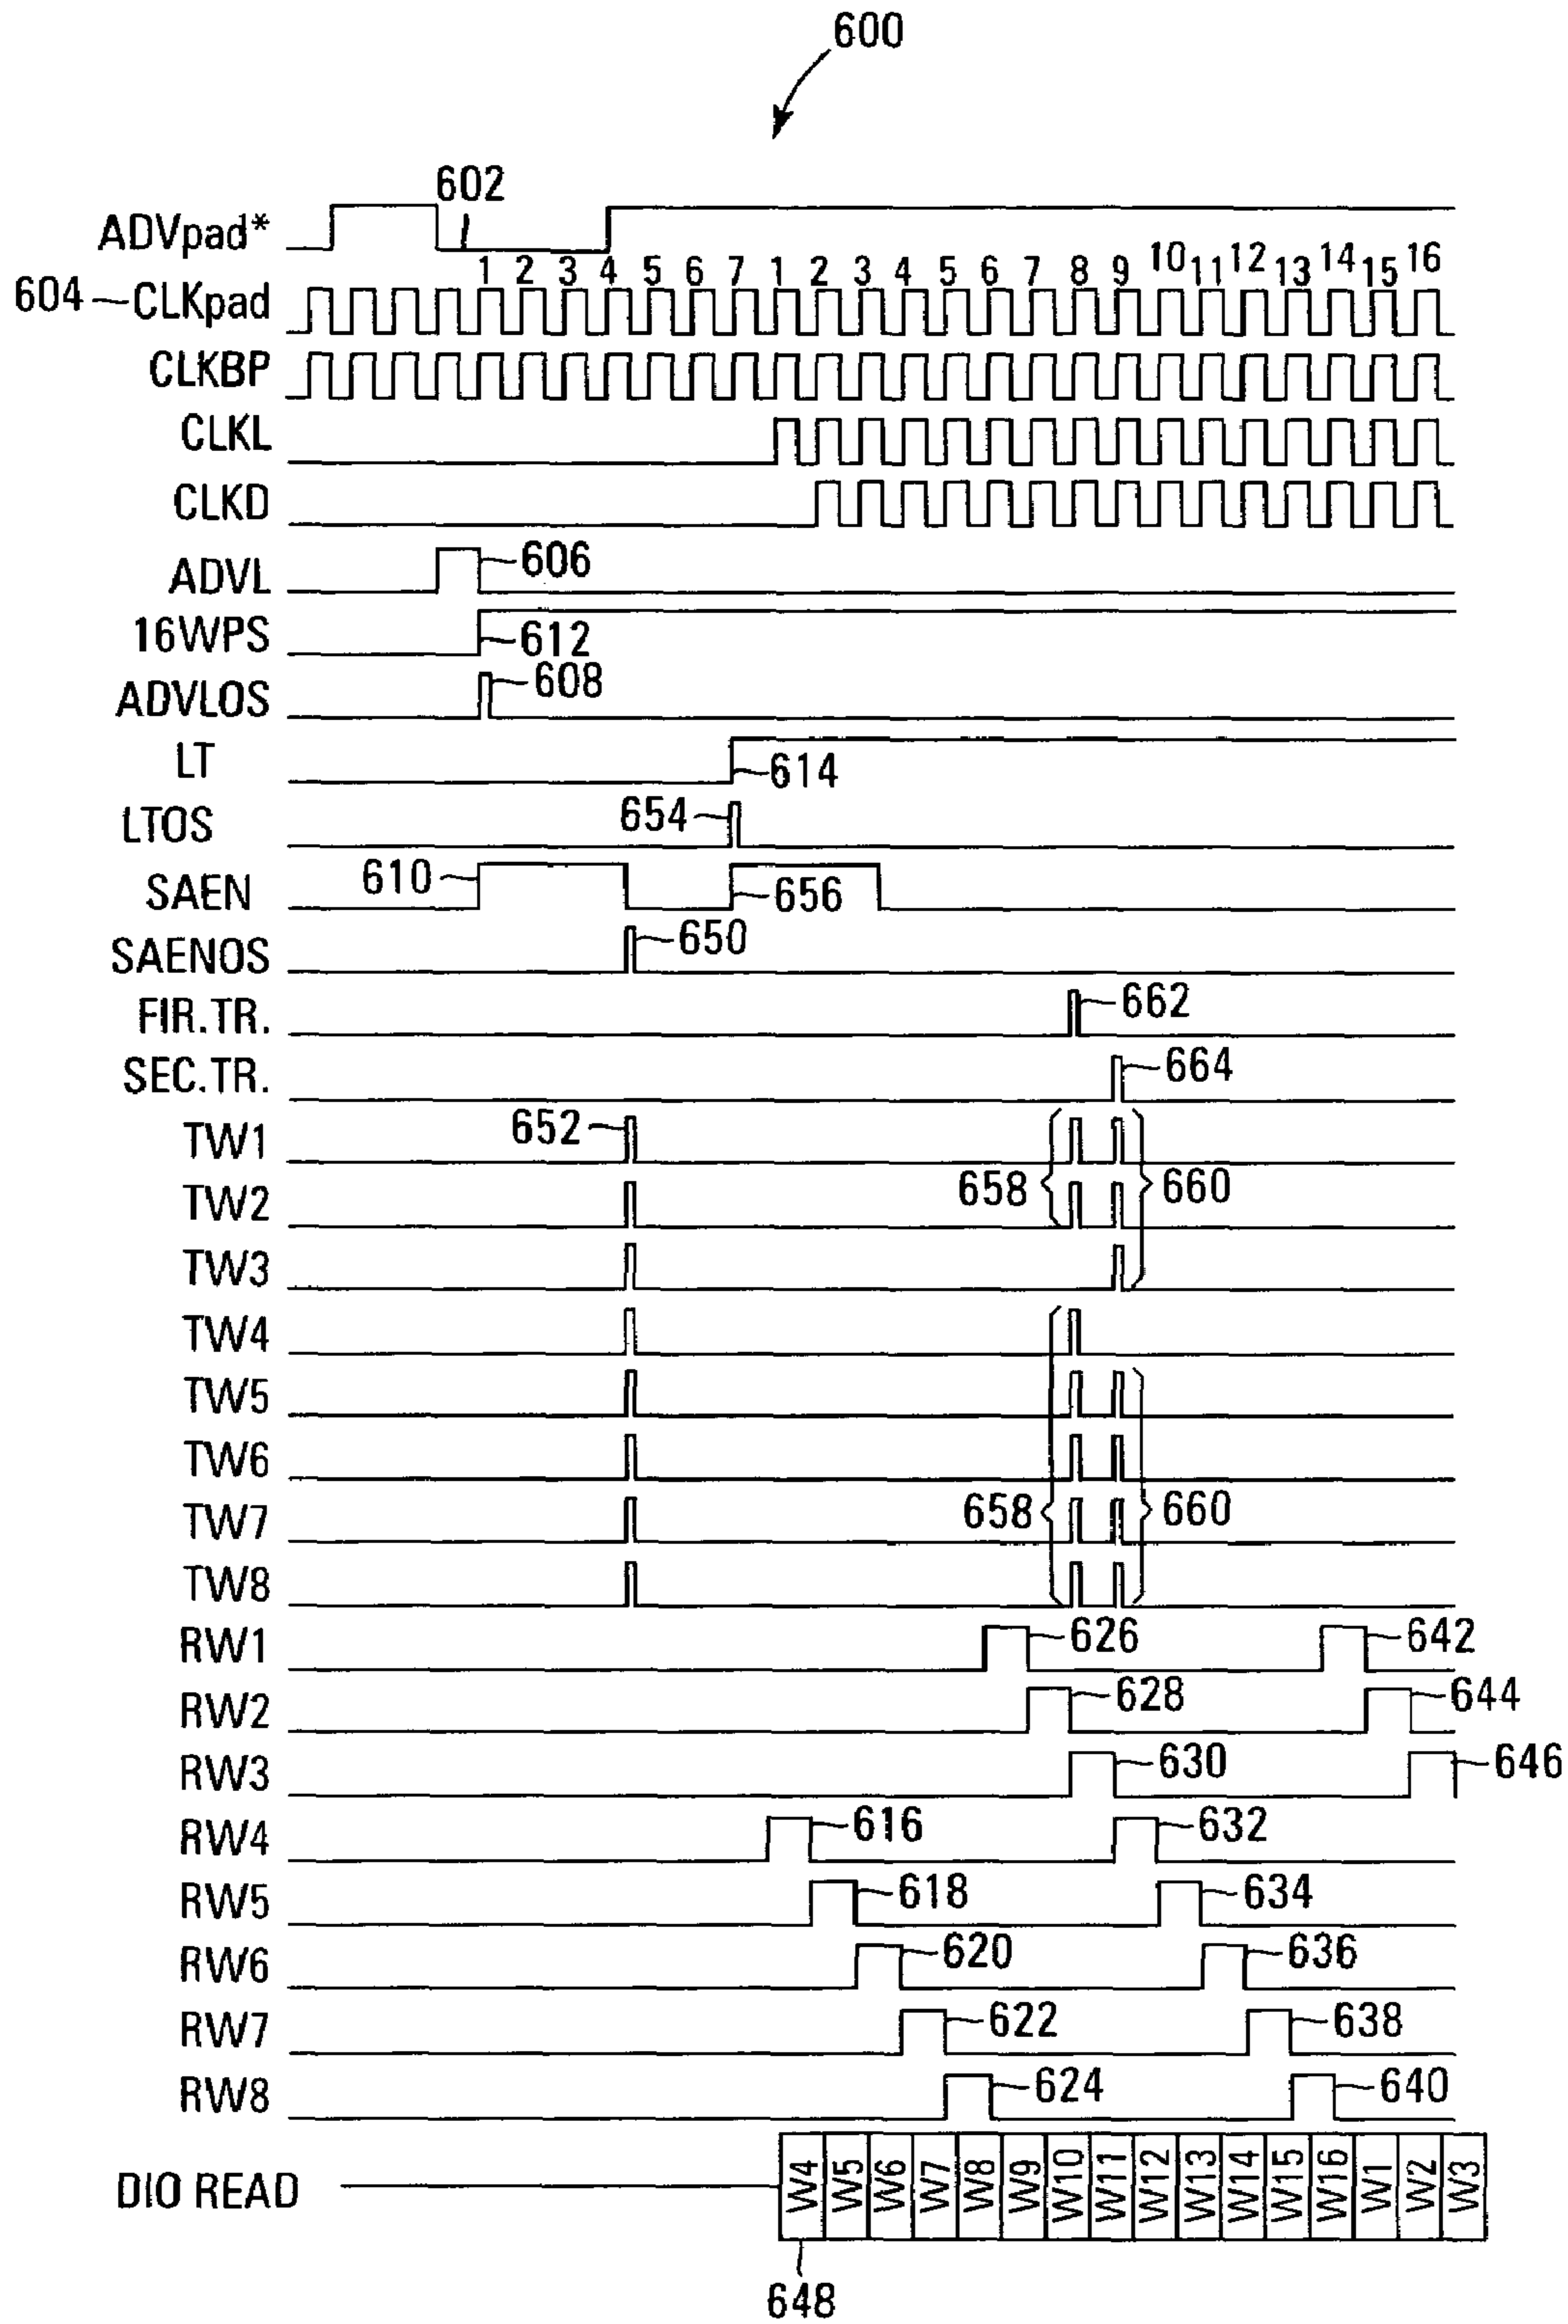 600
602
ADVpad*
1 2 3 4 5 6 7 1 2 3 4 5 6 7 8 9 10 11 12 13 14 15 16
604 CLKpad
CLKBP
CLKL
CLKD
ADVL 606
16WPS 612
ADVLOS 608
LT 614
LTOS 654
SAEN 610 656
SAENOS 650
FIR.TR. 662
SEC.TR. 664
TW1 652
TW2 658 660
TW3
TW4
TW5
TW6
TW7 658 660
TW8
RW1 626 642
RW2 628 644
RW3 630 646
RW4 616 632
RW5 618 634
RW6 620 636
RW7 622 638
RW8 624 640
DIO READ W4 W5 W6 W7 W8 W9 W10 W11 W12 W13 W14 W15 W16 W1 W2 W3
648